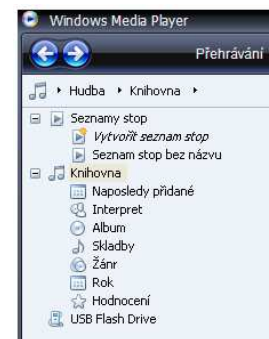 Windows Media Player
Přehrávání
Hudba Knihovna
Seznamy stop
Vytvořit seznam stop
Seznam stop bez názvu
Knihovna
Naposledy přidané
Interpret
Album
Skladby
Žánr
Rok
Hodnocení
USB Flash Drive